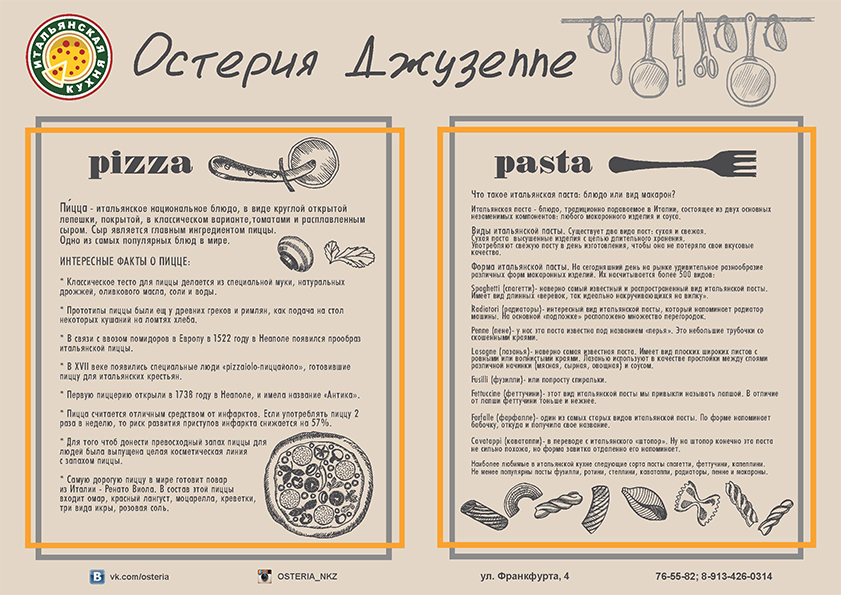 ИТАЛЬЯНСКАЯ КУХНЯ
Остерия Джузеппе
pizza
Пи́цца - итальянское национальное блюдо, в виде круглой открытой
лепешки, покрытой, в классическом варианте,томатами и расплавленным
сыром. Сыр является главным ингредиентом пиццы.
Одно из самых популярных блюд в мире.
ИНТЕРЕСНЫЕ ФАКТЫ О ПИЦЦЕ:
* Классическое тесто для пиццы делается из специальной муки, натуральных
дрожжей, оливкового масла, соли и воды.
* Прототипы пиццы были ещ у древних греков и римлян, как подача на стол
некоторых кушаний на ломтях хлеба.
* В связи с ввозом помидоров в Европу в 1522 году в Неаполе появился прообраз
итальянской пиццы.
* В XVII веке появились специальные люди «pizzaiolo-пиццайоло», готовившие
пиццу для итальянских крестьян.
* Первую пиццерию открыли в 1738 году в Неаполе, и имела название «Антика».
* Пицца считается отличным средством от инфарктов. Если употреблять пиццу 2
раза в неделю, то риск развития приступов инфаркта снижается на 57%.
* Для того чтоб донести превосходный запах пиццы для
людей была выпущена целая косметическая линия
с запахом пиццы.
* Самую дорогую пиццу в мире готовит повар
из Италии - Ренато Виола. В состав этой пиццы
входит омар, красный лангуст, моцарелла, креветки,
три вида икры, розовая соль.
pasta
Что такое итальянская паста: блюдо или вид макарон?
Итальянская паста - блюдо, традиционно подаваемое в Италии, состоящее из двух основных
незаменимых компонентов: любого макаронного изделия и соуса.
Виды итальянской пасты. Существует два вида паст: сухая и свежая.
Сухая паста высушенные изделия с целью длительного хранения.
Употребляют свежую пасту в день изготовления, чтобы она не потеряла свои вкусовые
качества.
Форма итальянской пасты. На сегодняшний день на рынке удивительное разнообразие
различных форм макаронных изделий. Их насчитывается более 500 видов:
Spaghetti (спагетти)- наверно самый известный и распространенный вид итальянской пасты.
Имеет вид длинных «веревок, так идеально накручивающихся на вилку».
Radiatori (радиаторы)- интересный вид итальянской пасты, который напоминает радиатор
машины. На основной «подложке» расположено множество перегородок.
Penne (пене)- у нас эта паста известна под названием «перья». Это небольшие трубочки со
скошенными краями.
Lasagne (лазанья)- наверно самая известная паста. Имеет вид плоских широких листов с
ровными или волнистыми краями. Лазанью используют в качестве прослойки между слоями
различной начинки (мясная, сырная, овощная) и соусом.
Fusilli (фузилли)- или попросту спиральки.
Fettuccine (феттучини)- этот вид итальянской пасты мы привыкли называть лапшой. В отличие
от лапши феттучини тоньше и нежнее.
Farfalle (фарфалле)- один из самых старых видов итальянской пасты. По форме напоминает
бабочку, откуда и получила свое название.
Cavatappi (каватаппи)- в переводе с итальянского «штопор». Ну на штопор конечно эта паста
не сильно похожа, но форма завитка отдаленно его напоминает.
Наиболее любимые в итальянской кухне следующие сорта пасты спагетти, феттучини, капеллини.
Не менее популярны пасты фузилли, ротини, стеллини, каватаппи, радиаторы, пенне и макароны.
vk.com/osteria
OSTERIA_NKZ
ул. Франкфурта, 4
76-55-82; 8-913-426-0314